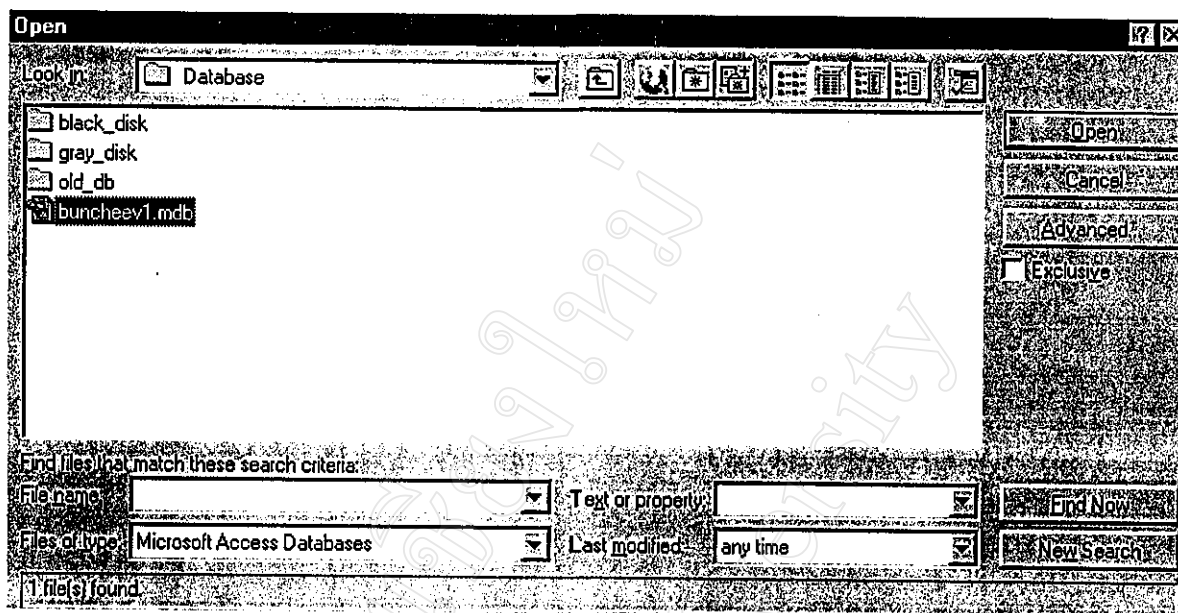 Open
Look in: Database
black_disk
gray_disk
old_db
buncheev1.mdb
Open
Cancel
Advanced
Exclusive
Find files that match these search criteria:
File name: Text or property: Find Now
Files of type: Microsoft Access Databases Last modified: any time New Search
1 file(s) found.